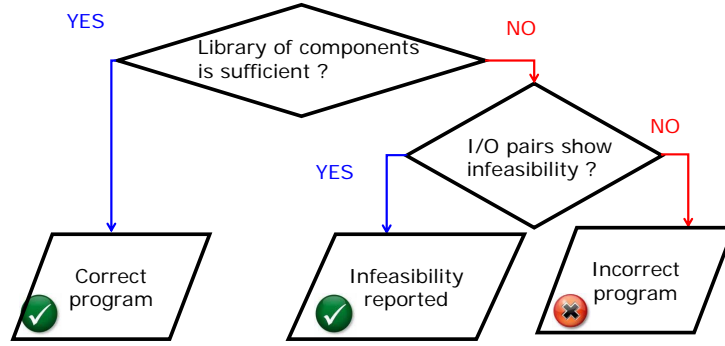 YES
Library of components
is sufficient ?
NO
I/O pairs show
infeasibility ?
NO
YES
Correct
program
Infeasibility
reported
Incorrect
program